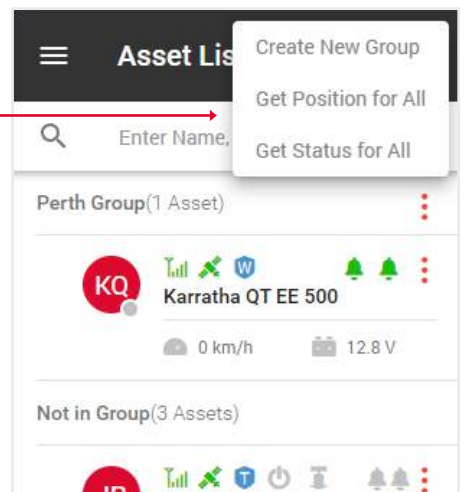 Asset Lis
Create New Group
Get Position for All
Get Status for All
Enter Name,
Perth Group(1 Asset)
KQ
W
Karratha QT EE 500
0 km/h
12.8 V
Not in Group(3 Assets)
T